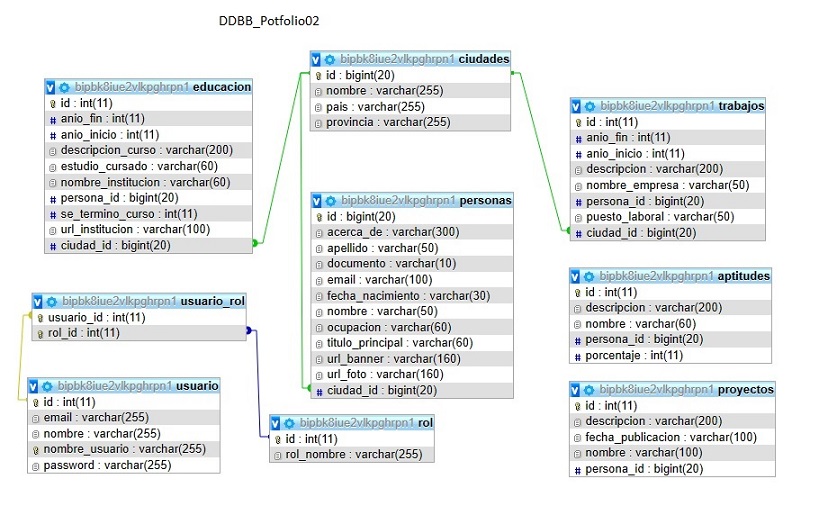 DDBB_Potfolio02
bipbk8iue2vlkpghrpn1 educacion
id : int(11)
anio_fin : int(11)
anio_inicio : int(11)
descripcion_curso : varchar(200)
estudio_cursado : varchar(60)
nombre_institucion : varchar(60)
persona_id : bigint(20)
se_termino_curso : int(11)
url_institucion : varchar(100)
ciudad_id : bigint(20)
bipbk8iue2vlkpghrpn1 ciudades
id : bigint(20)
nombre : varchar(255)
pais : varchar(255)
provincia : varchar(255)
bipbk8iue2vlkpghrpn1 trabajos
id : int(11)
anio_fin : int(11)
anio_inicio : int(11)
descripcion : varchar(200)
nombre_empresa : varchar(50)
persona_id : bigint(20)
puesto_laboral : varchar(50)
ciudad_id : bigint(20)
bipbk8iue2vlkpghrpn1 personas
id : bigint(20)
acerca_de : varchar(300)
apellido : varchar(50)
documento : varchar(10)
email : varchar(100)
fecha_nacimiento : varchar(30)
nombre : varchar(50)
ocupacion : varchar(60)
titulo_principal : varchar(60)
url_banner : varchar(160)
url_foto : varchar(160)
ciudad_id : bigint(20)
bipbk8iue2vlkpghrpn1 aptitudes
id : int(11)
descripcion : varchar(200)
nombre : varchar(60)
persona_id : bigint(20)
porcentaje : int(11)
bipbk8iue2vlkpghrpn1 usuario_rol
usuario_id : int(11)
rol_id : int(11)
bipbk8iue2vlkpghrpn1 usuario
id : int(11)
email : varchar(255)
nombre : varchar(255)
nombre_usuario : varchar(255)
password : varchar(255)
bipbk8iue2vlkpghrpn1 rol
id : int(11)
rol_nombre : varchar(255)
bipbk8iue2vlkpghrpn1 proyectos
id : int(11)
descripcion : varchar(200)
fecha_publicacion : varchar(100)
nombre : varchar(100)
persona_id : bigint(20)